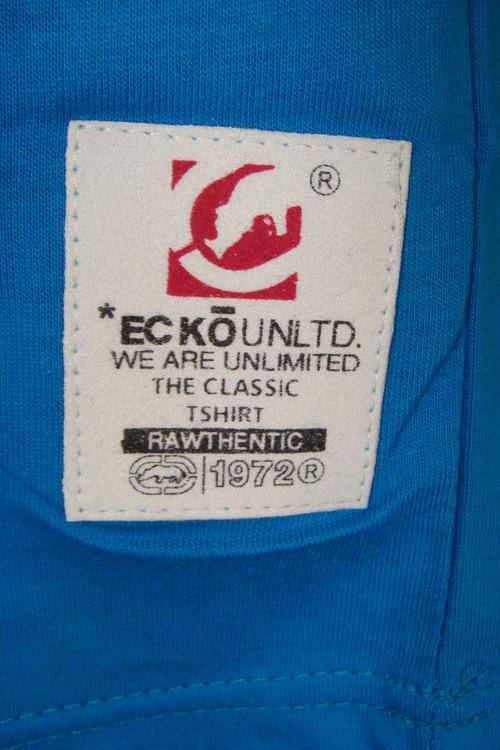 ®
*ECKŌUNLTD.
WE ARE UNLIMITED
THE CLASSIC
TSHIRT
RAWTHENTIC
|1972®